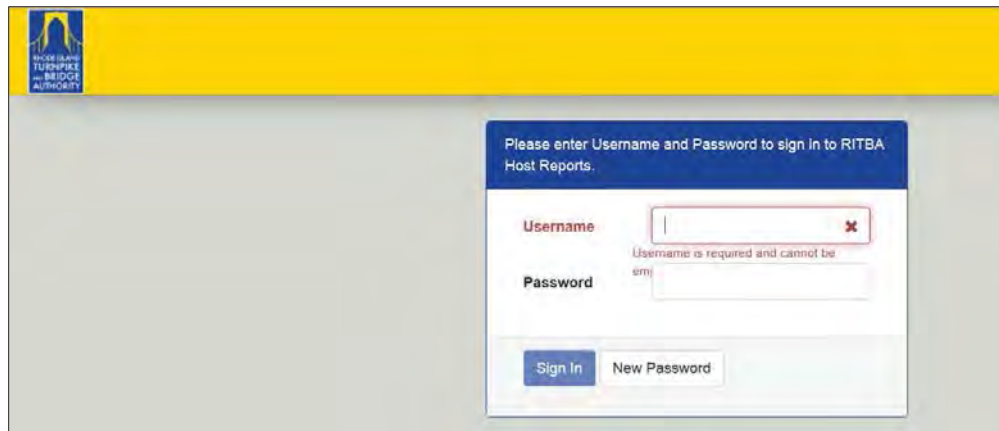 RHODE ISLAND
TURNPIKE
AND BRIDGE
AUTHORITY
Please enter Username and Password to sign in to RITBA
Host Reports.
Username
Username is required and cannot be
Password
Sign In
New Password